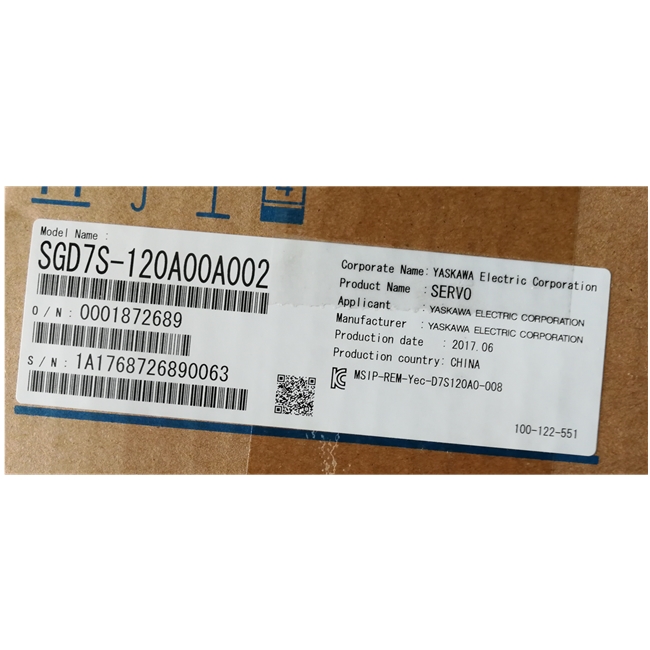 4
Model Name :
SGD7S-120A00A002
O/N: 0001872689
S/N: 1A1768726890063
Corporate Name: YASKAWA Electric Corporation
Product Name : SERVO
Applicant : YASKAWA ELECTRIC CORPORATION
Manufacturer : YASKAWA ELECTRIC CORPORATION
Production date : 2017.06
Production country: CHINA
MSIP-REM-Yec-D7S120A0-008
100-122-551